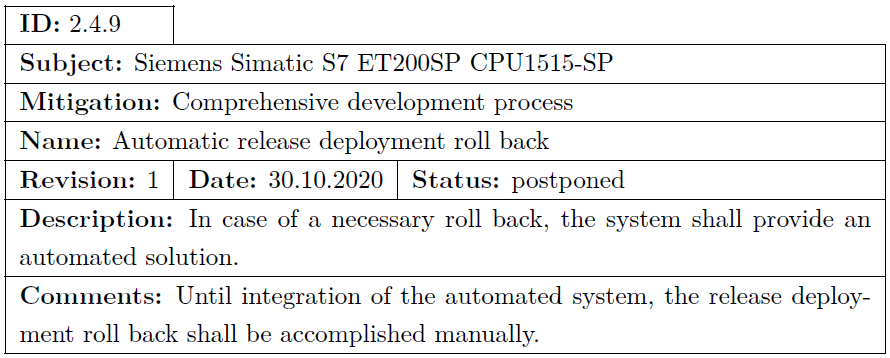 ID: 2.4.9
Subject: Siemens Simatic S7 ET200SP CPU1515-SP
Mitigation: Comprehensive development process
Name: Automatic release deployment roll back
Revision: 1 Date: 30.10.2020 Status: postponed
Description: In case of a necessary roll back, the system shall provide an
automated solution.
Comments: Until integration of the automated system, the release deploy-
ment roll back shall be accomplished manually.